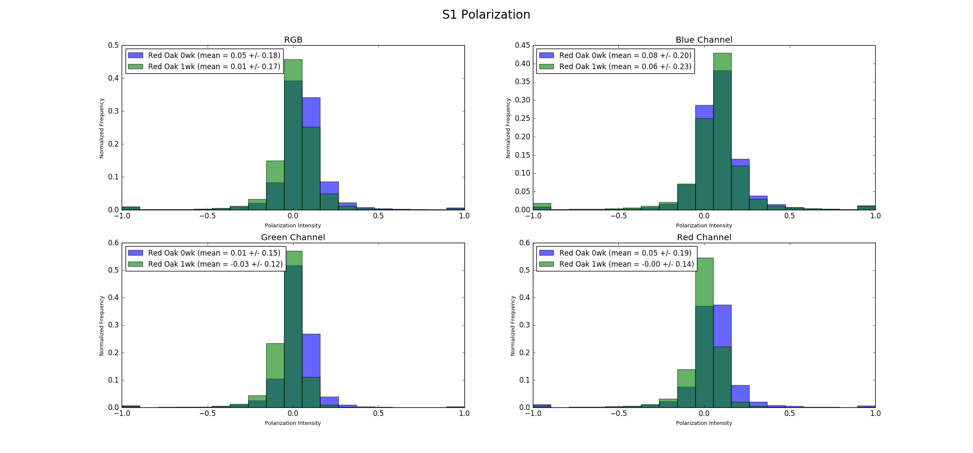 S1 Polarization
RGB
Red Oak 0wk (mean = 0.05 +/- 0.18)
Red Oak 1wk (mean = 0.01 +/- 0.17)
Normalized Frequency
0.5
0.4
0.3
0.2
0.1
0.0
−1.0 −0.5 0.0 0.5 1.0
Polarization Intensity
Blue Channel
Red Oak 0wk (mean = 0.08 +/- 0.20)
Red Oak 1wk (mean = 0.06 +/- 0.23)
Normalized Frequency
0.45
0.40
0.35
0.30
0.25
0.20
0.15
0.10
0.05
0.00
−1.0 −0.5 0.0 0.5 1.0
Polarization Intensity
Green Channel
Red Oak 0wk (mean = 0.01 +/- 0.15)
Red Oak 1wk (mean = -0.03 +/- 0.12)
Normalized Frequency
0.6
0.5
0.4
0.3
0.2
0.1
0.0
−1.0 −0.5 0.0 0.5 1.0
Polarization Intensity
Red Channel
Red Oak 0wk (mean = 0.05 +/- 0.19)
Red Oak 1wk (mean = -0.00 +/- 0.14)
Normalized Frequency
0.6
0.5
0.4
0.3
0.2
0.1
0.0
−1.0 −0.5 0.0 0.5 1.0
Polarization Intensity